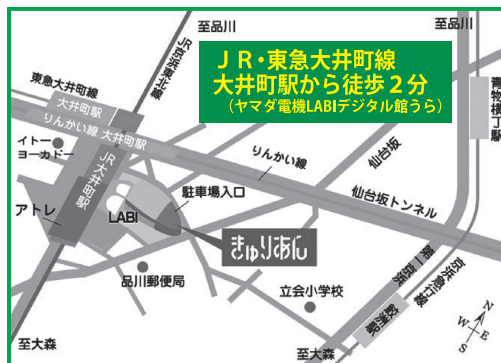 至品川
至品川
JR京浜東北線
ＪＲ・東急大井町線
大井町駅から徒歩２分
（ヤマダ電機LABIデジタル館うら）
東急大井町線
大井町駅
りんかい線 大井町駅
イトー
ヨーカドー
JR大井町駅
青物横丁駅
りんかい線
仙台坂
駐車場入口
仙台坂トンネル
アトレ
LABI
きゅりあん
品川郵便局
立会小学校
第一京浜
京浜急行線
鮫洲駅
至大森
至大森
N
W
E
S